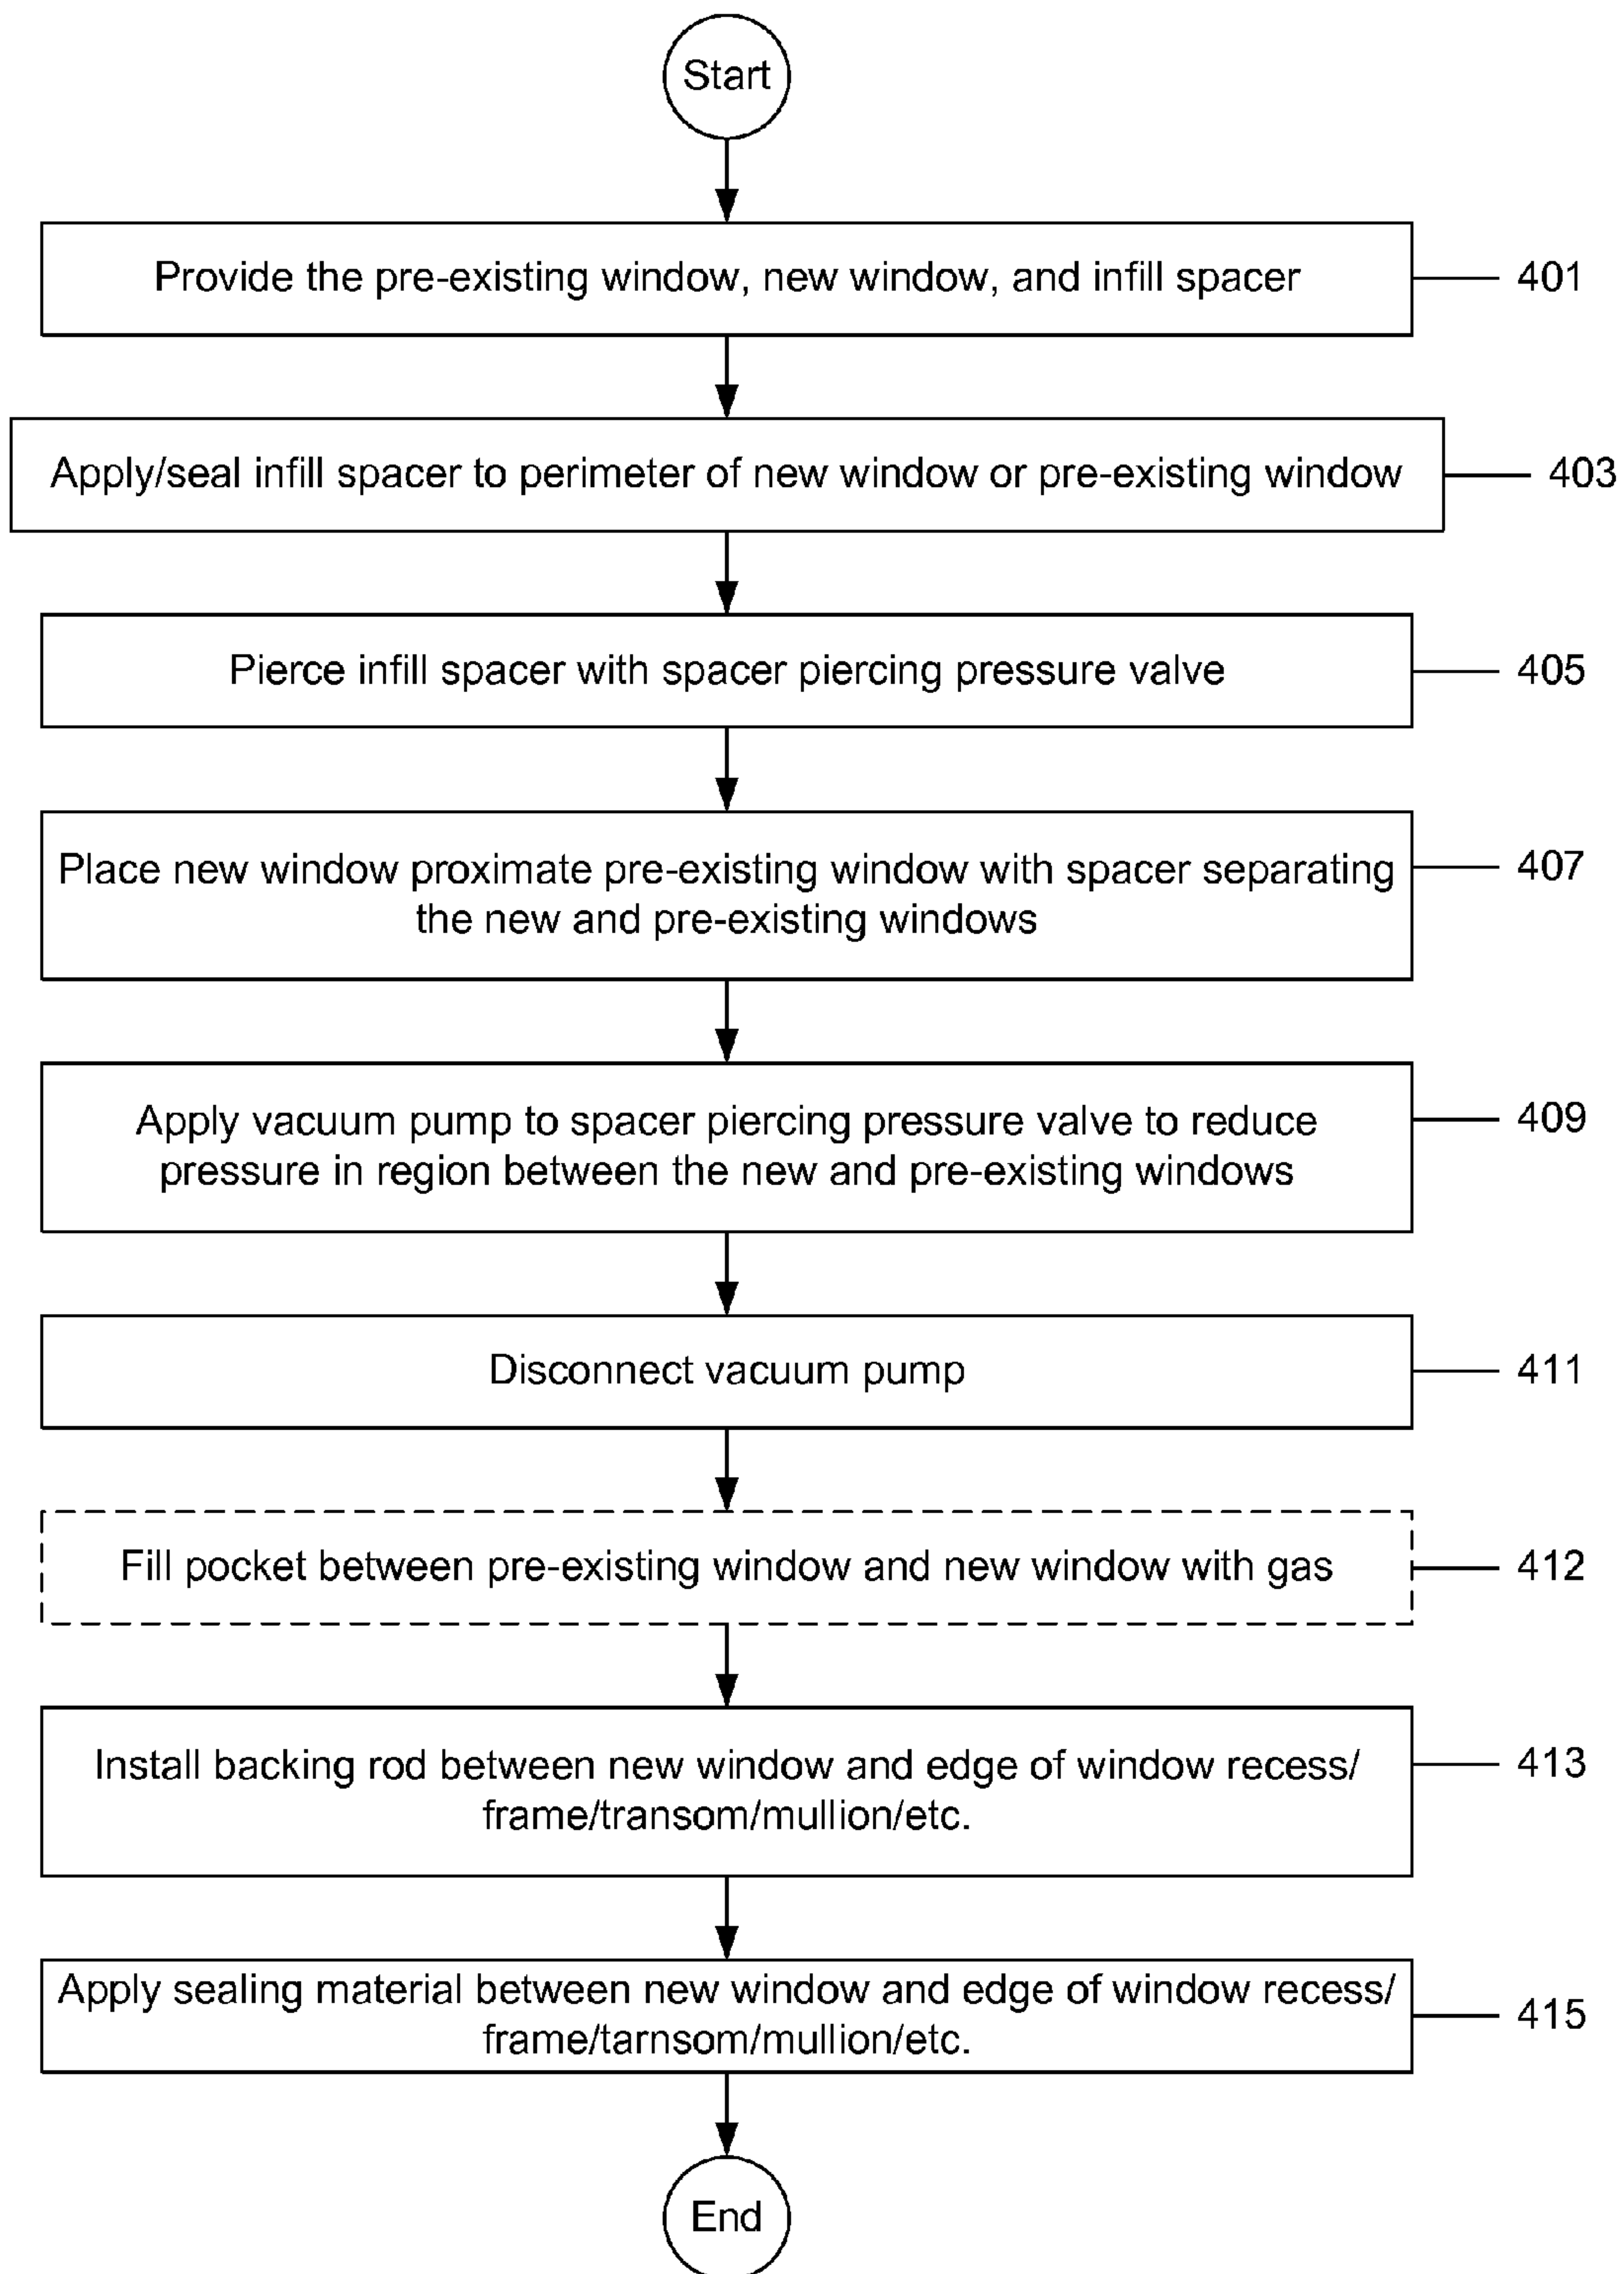 Start
Provide the pre-existing window, new window, and infill spacer
401
Apply/seal infill spacer to perimeter of new window or pre-existing window
403
Pierce infill spacer with spacer piercing pressure valve
405
Place new window proximate pre-existing window with spacer separating
the new and pre-existing windows
407
Apply vacuum pump to spacer piercing pressure valve to reduce
pressure in region between the new and pre-existing windows
409
Disconnect vacuum pump
411
Fill pocket between pre-existing window and new window with gas
412
Install backing rod between new window and edge of window recess/
frame/transom/mullion/etc.
413
Apply sealing material between new window and edge of window recess/
frame/tarnsom/mullion/etc.
415
End